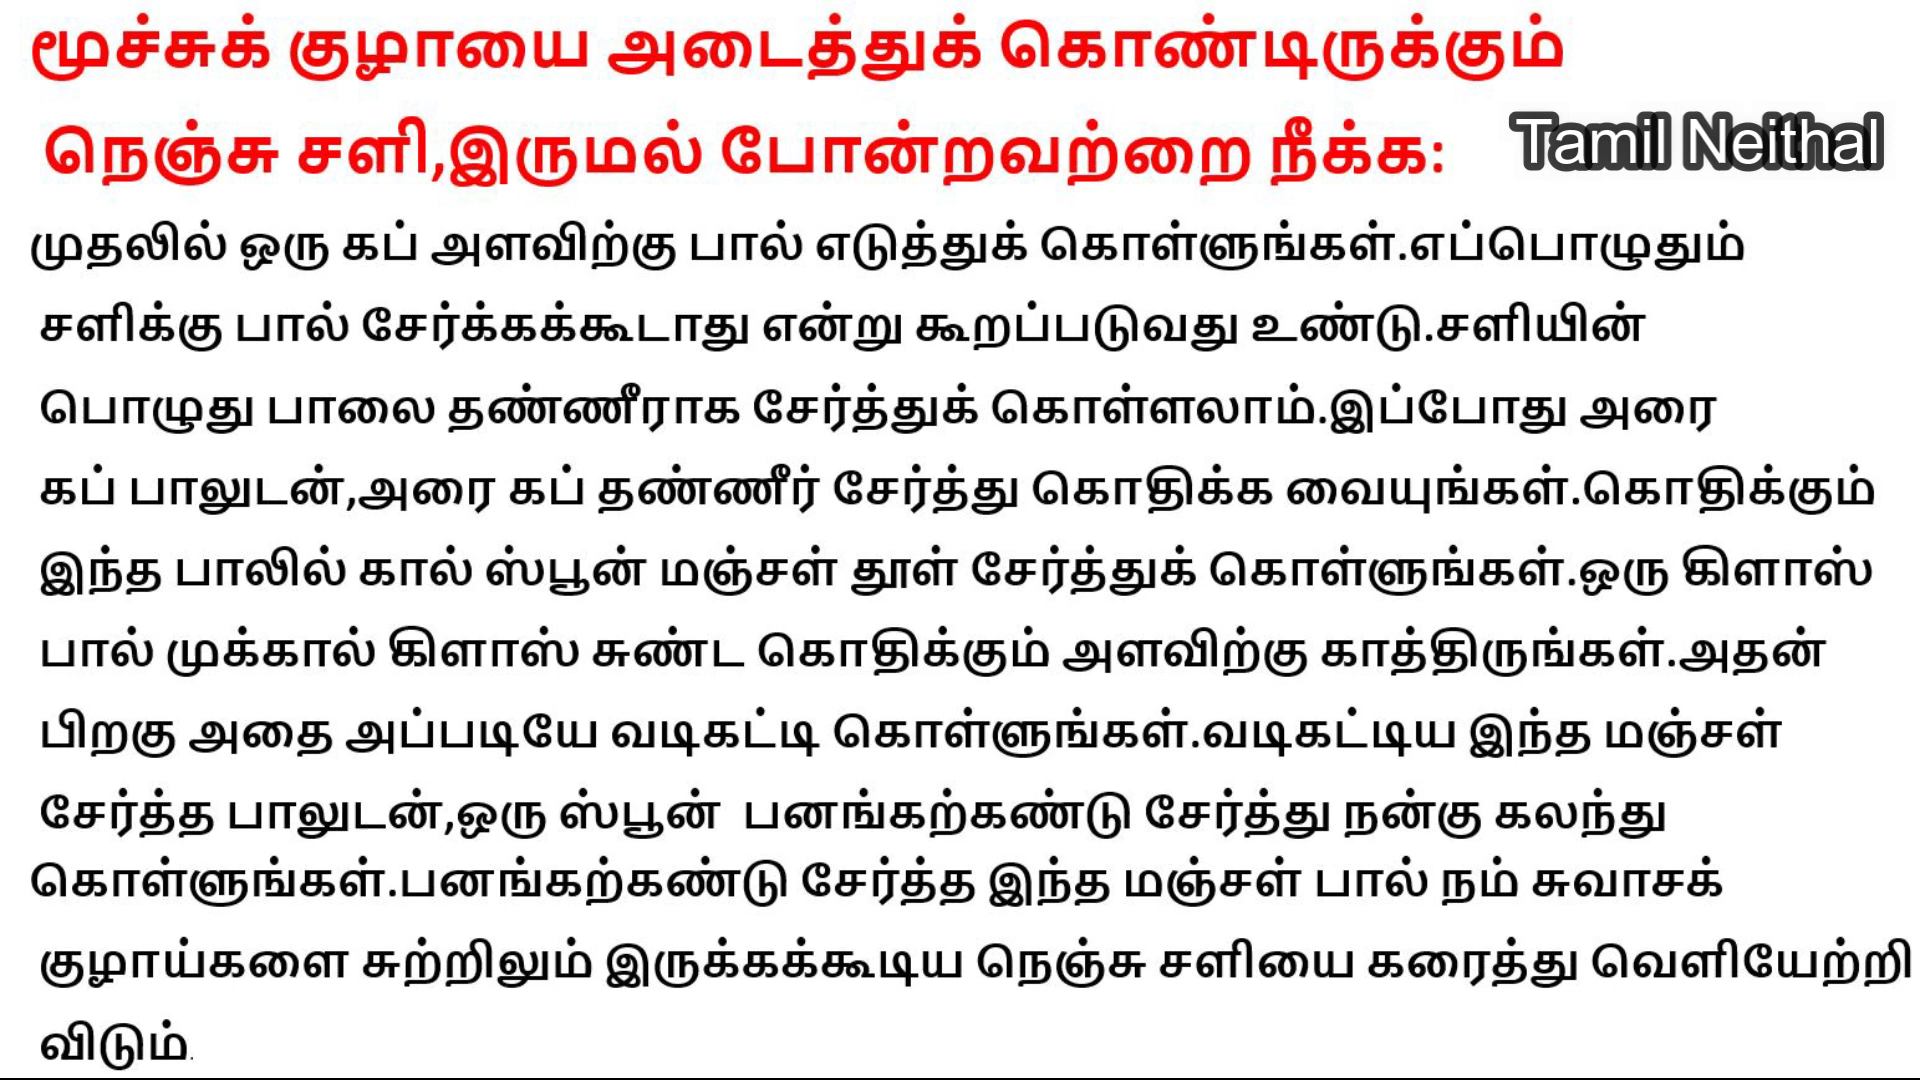 மூச்சுக் குழாயை அடைத்துக் கொண்டிருக்கும்
நெஞ்சு சளி,இருமல் போன்றவற்றை நீக்க:
Tamil Neithal
முதலில் ஒரு கப் அளவிற்கு பால் எடுத்துக் கொள்ளுங்கள்.எப்பொழுதும்
சளிக்கு பால் சேர்க்கக்கூடாது என்று கூறப்படுவது உண்டு.சளியின்
பொழுது பாலை தண்ணீராக சேர்த்துக் கொள்ளலாம்.இப்போது அரை
கப் பாலுடன்,அரை கப் தண்ணீர் சேர்த்து கொதிக்க வையுங்கள்.கொதிக்கும்
இந்த பாலில் கால் ஸ்பூன் மஞ்சள் தூள் சேர்த்துக் கொள்ளுங்கள்.ஒரு கிளாஸ்
பால் முக்கால் கிளாஸ் சுண்ட கொதிக்கும் அளவிற்கு காத்திருங்கள்.அதன்
பிறகு அதை அப்படியே வடிகட்டி கொள்ளுங்கள்.வடிகட்டிய இந்த மஞ்சள்
சேர்த்த பாலுடன்,ஒரு ஸ்பூன் பனங்கற்கண்டு சேர்த்து நன்கு கலந்து
கொள்ளுங்கள்.பனங்கற்கண்டு சேர்த்த இந்த மஞ்சள் பால் நம் சுவாசக்
குழாய்களை சுற்றிலும் இருக்கக்கூடிய நெஞ்சு சளியை கரைத்து வெளியேற்றி
விடும்.